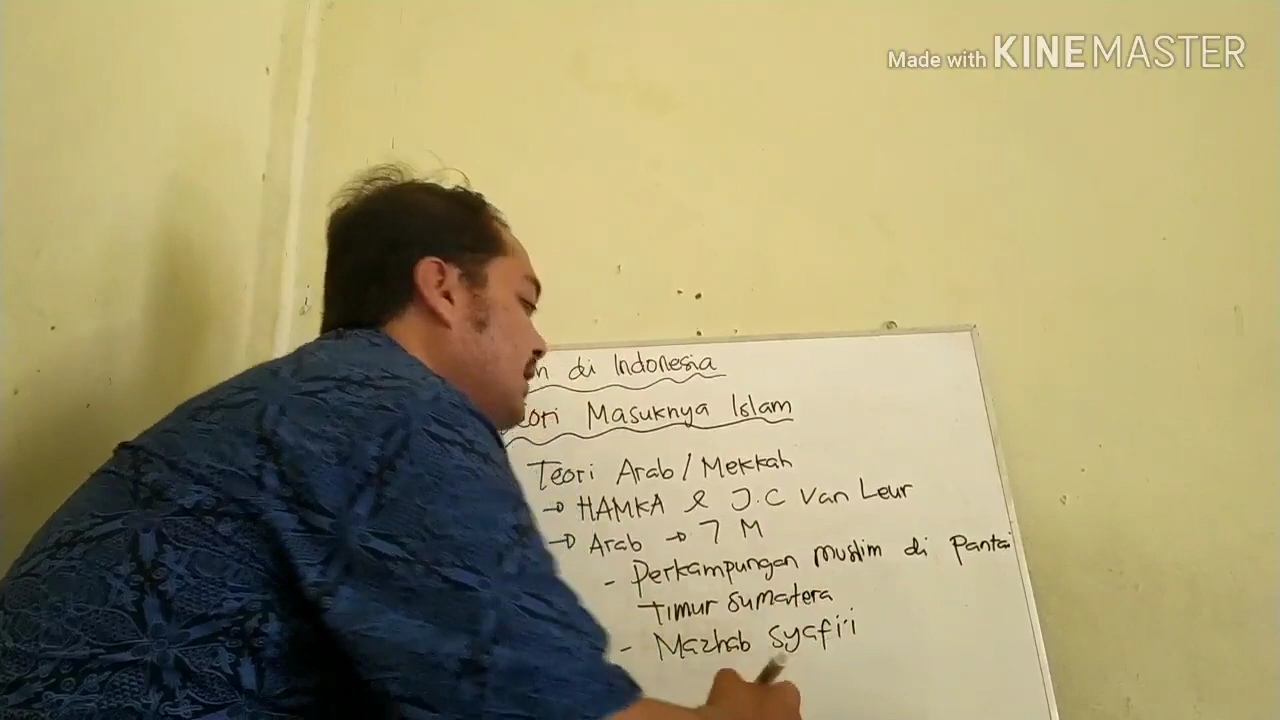 Made with KINEMASTER
di Indonesia
Masuknya Islam
Teori Arab / Mekkah
→ HAMKA & J.C Van Leur
→ Arab → 7 M
- Perkampungan muslim di Pantai
Timur Sumatera
- Mazhab Syafi'i